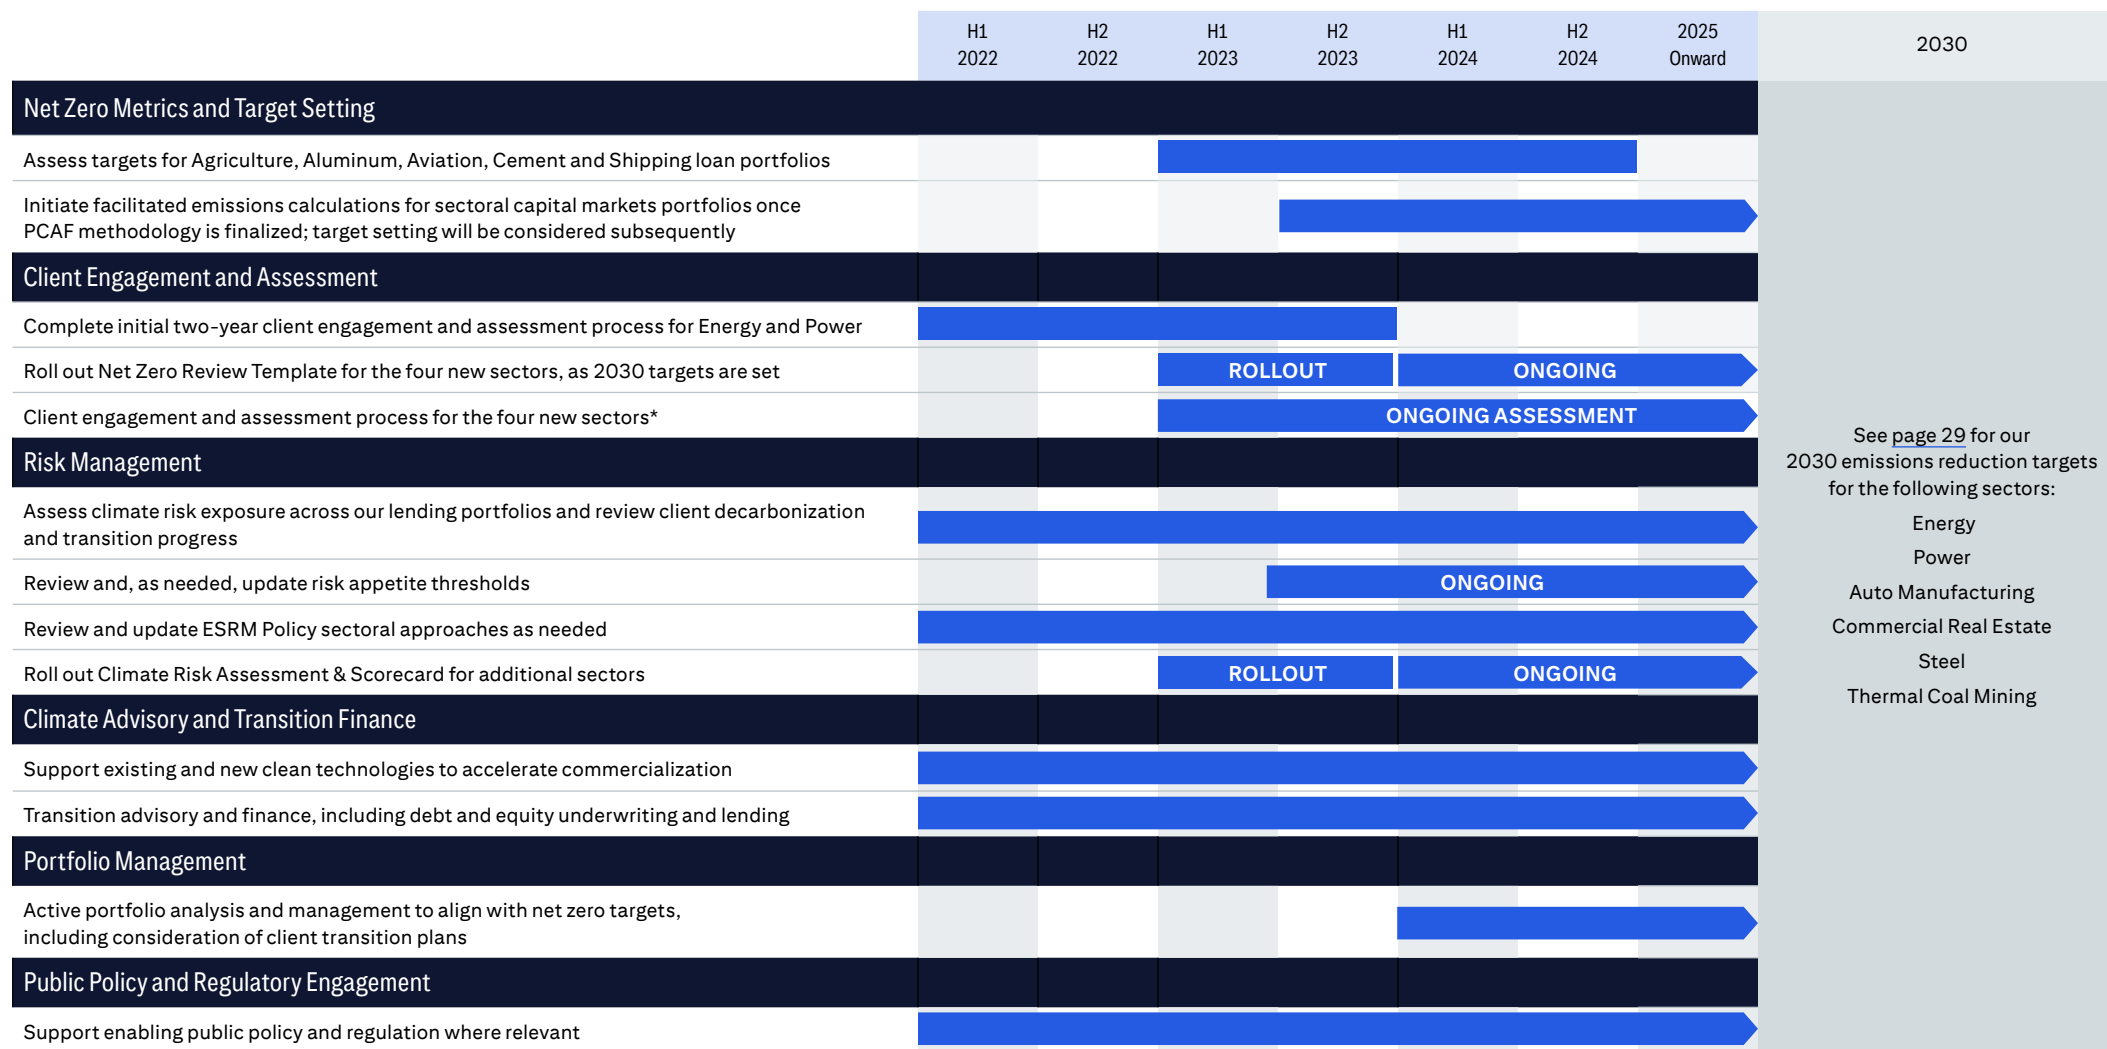 H1 2022
H2 2022
H1 2023
H2 2023
H1 2024
H2 2024
2025 Onward
2030
Net Zero Metrics and Target Setting
Assess targets for Agriculture, Aluminum, Aviation, Cement and Shipping loan portfolios
Initiate facilitated emissions calculations for sectoral capital markets portfolios once
PCAF methodology is finalized; target setting will be considered subsequently
Client Engagement and Assessment
Complete initial two-year client engagement and assessment process for Energy and Power
Roll out Net Zero Review Template for the four new sectors, as 2030 targets are set
ROLLOUT
ONGOING
Client engagement and assessment process for the four new sectors*
ONGOING ASSESSMENT
Risk Management
Assess climate risk exposure across our lending portfolios and review client decarbonization
and transition progress
Review and, as needed, update risk appetite thresholds
ONGOING
Review and update ESRM Policy sectoral approaches as needed
Roll out Climate Risk Assessment & Scorecard for additional sectors
ROLLOUT
ONGOING
Climate Advisory and Transition Finance
Support existing and new clean technologies to accelerate commercialization
Transition advisory and finance, including debt and equity underwriting and lending
Portfolio Management
Active portfolio analysis and management to align with net zero targets,
including consideration of client transition plans
Public Policy and Regulatory Engagement
Support enabling public policy and regulation where relevant
See page 29 for our
2030 emissions reduction targets
for the following sectors:
Energy
Power
Auto Manufacturing
Commercial Real Estate
Steel
Thermal Coal Mining